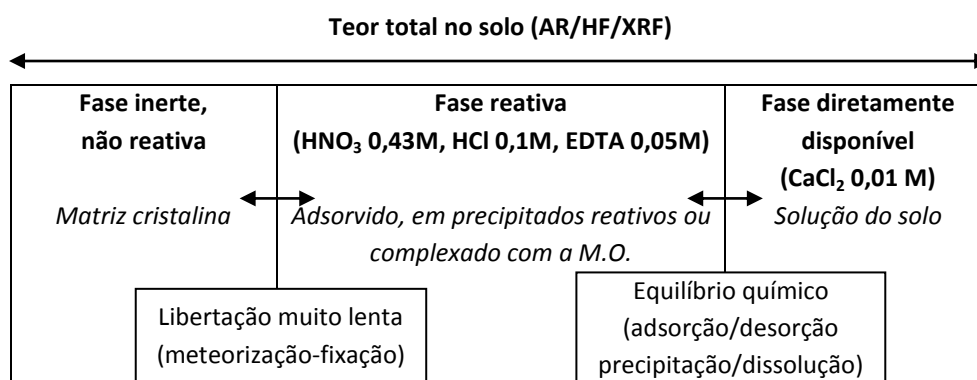 Teor total no solo (AR/HF/XRF)
Fase inerte,
não reativa
Matriz cristalina
Fase reativa
(HNO₃ 0,43M, HCl 0,1M, EDTA 0,05M)
Adsorvido, em precipitados reativos ou
complexado com a M.O.
Fase diretamente
disponível
(CaCl₂ 0,01 M)
Solução do solo
Libertação muito lenta
(meteorização-fixação)
Equilíbrio químico
(adsorção/desorção
precipitação/dissolução)